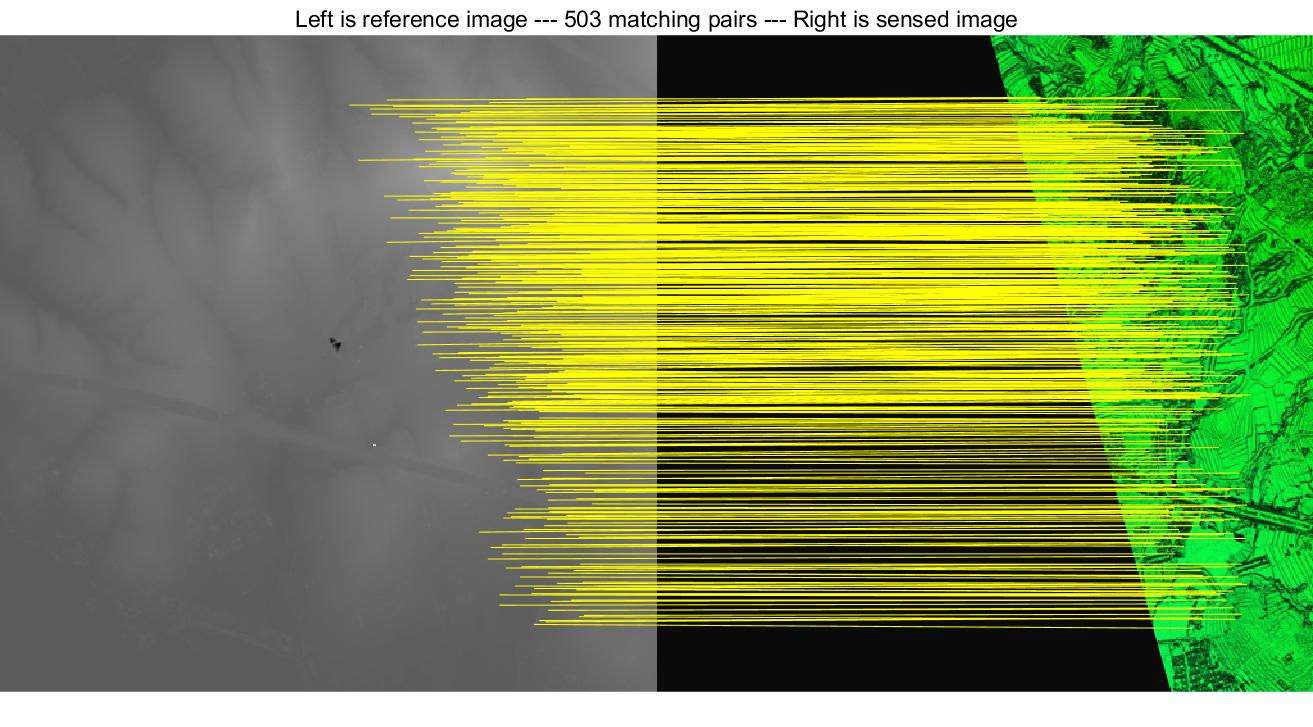 Left is reference image --- 503 matching pairs --- Right is sensed image